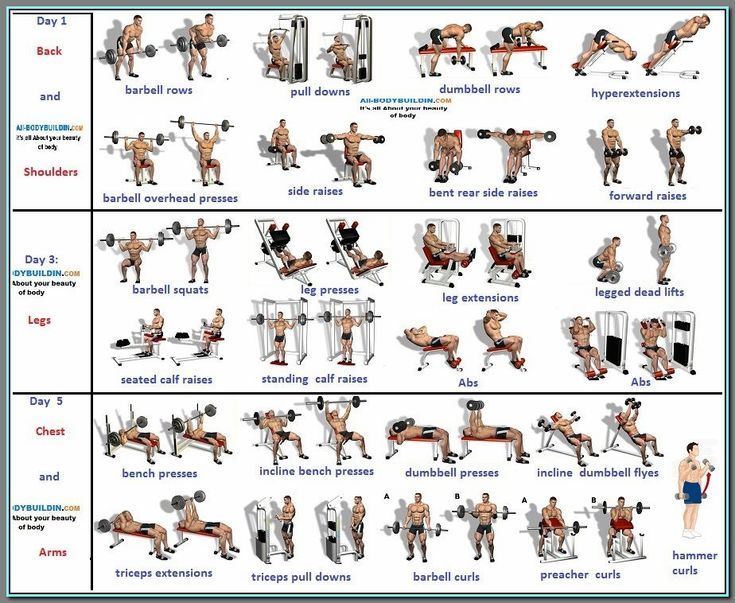 Day 1
Back
and
All-BODYBUILDIN.COM
It's all About your beauty
of body
Shoulders
barbell rows
pull downs
dumbbell rows
hyperextensions
All-BODYBUILDIN.COM
It's all About your beauty
of body
barbell overhead presses
side raises
bent rear side raises
forward raises
Day 3:
DYBUILDIN.COM
About your beauty
of body
Legs
barbell squats
leg presses
leg extensions
legged dead lifts
seated calf raises
standing calf raises
Abs
Abs
Day 5
Chest
and
DYBUILDIN.COM
About your beauty
of body
Arms
bench presses
incline bench presses
dumbbell presses
incline dumbbell flyes
triceps extensions
triceps pull downs
A
B
barbell curls
A
B
preacher curls
hammer
curls